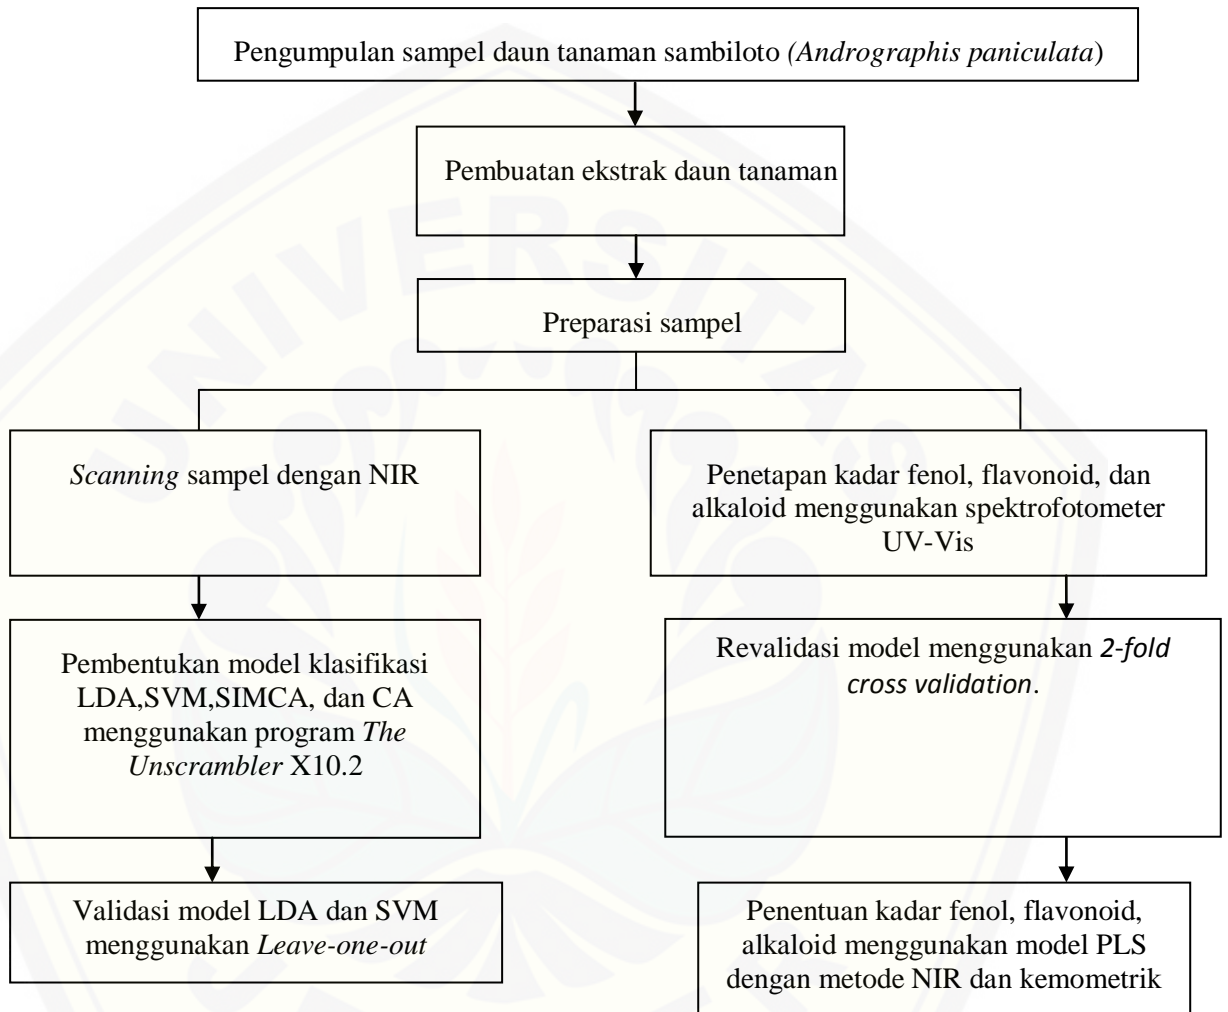 Pengumpulan sampel daun tanaman sambiloto (Andrographis paniculata)
Pembuatan ekstrak daun tanaman
Preparasi sampel
Scanning sampel dengan NIR
Pembentukan model klasifikasi
LDA,SVM,SIMCA, dan CA
menggunakan program The
Unscrambler X10.2
Validasi model LDA dan SVM
menggunakan Leave-one-out
Penetapan kadar fenol, flavonoid, dan
alkaloid menggunakan spektrofotometer
UV-Vis
Revalidasi model menggunakan 2-fold
cross validation.
Penentuan kadar fenol, flavonoid,
alkaloid menggunakan model PLS
dengan metode NIR dan kemometrik
UNIVERSITAS